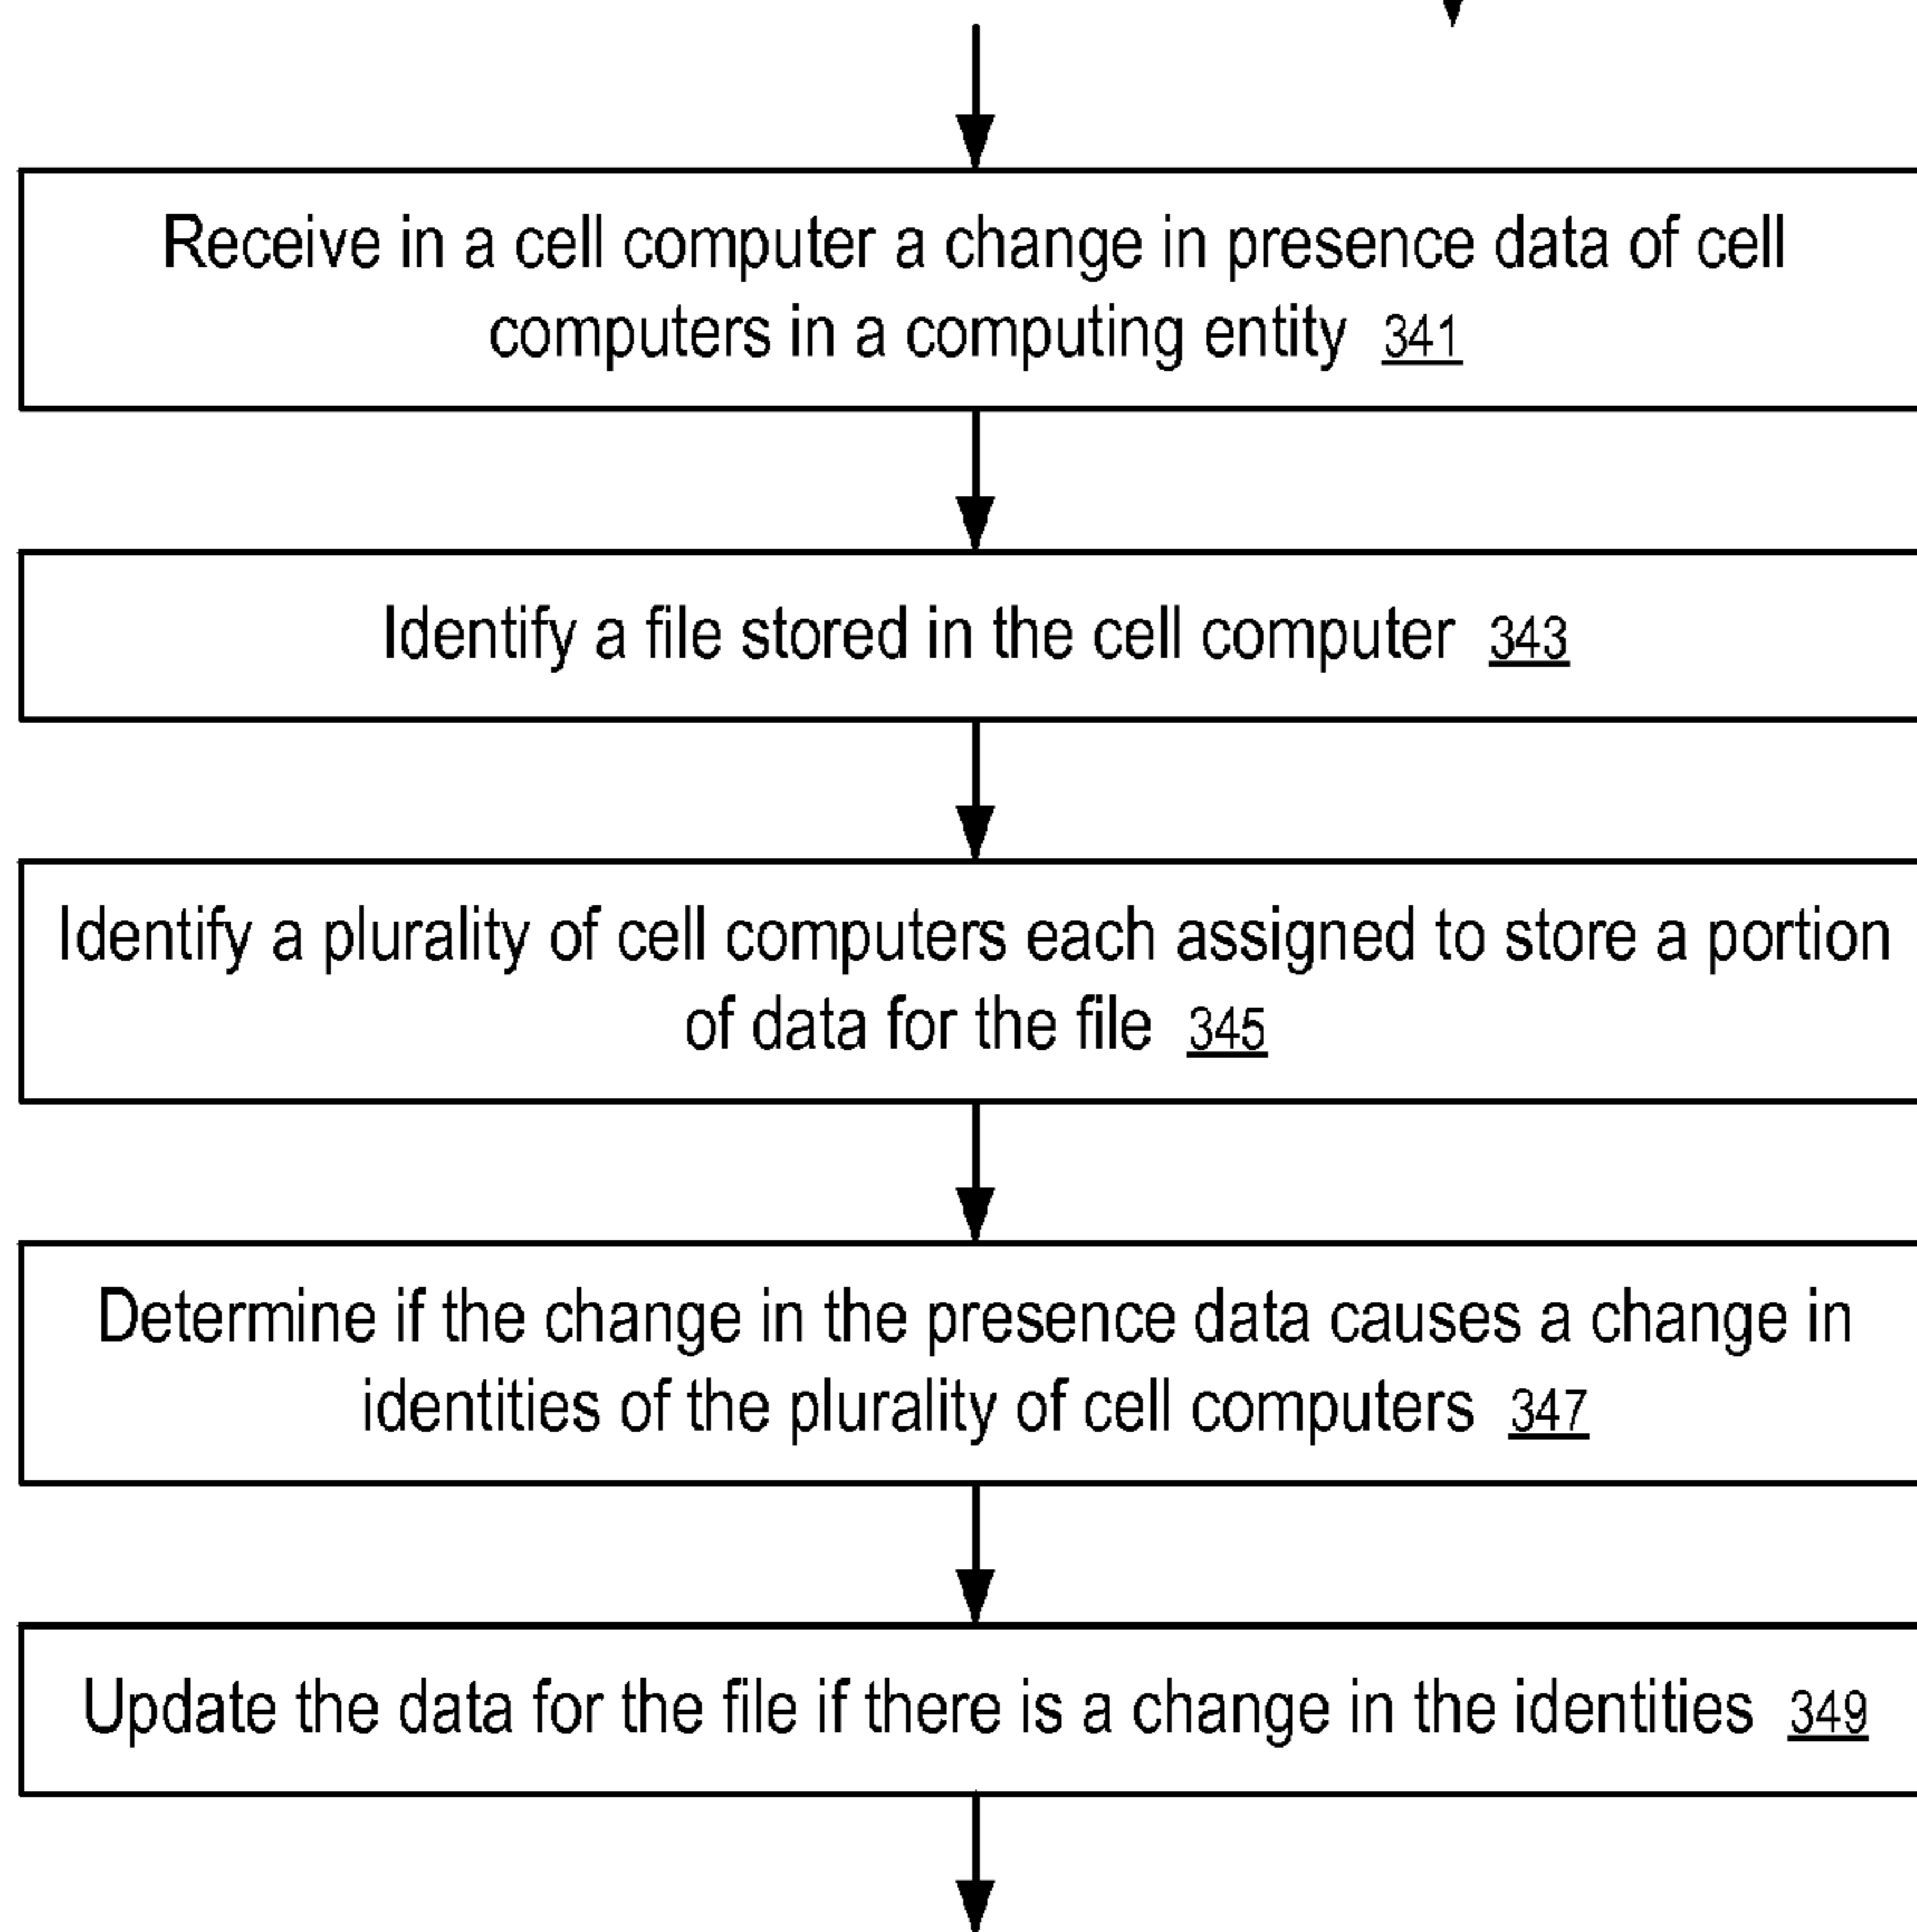 Receive in a cell computer a change in presence data of cell
computers in a computing entity 341
Identify a file stored in the cell computer 343
Identify a plurality of cell computers each assigned to store a portion
of data for the file 345
Determine if the change in the presence data causes a change in
identities of the plurality of cell computers 347
Update the data for the file if there is a change in the identities 349